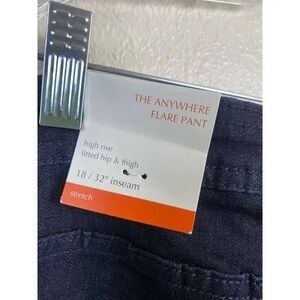 THE ANYWHERE
FLARE PANT
high rise
fitted hip & thigh
18 / 32" inseam
stretch